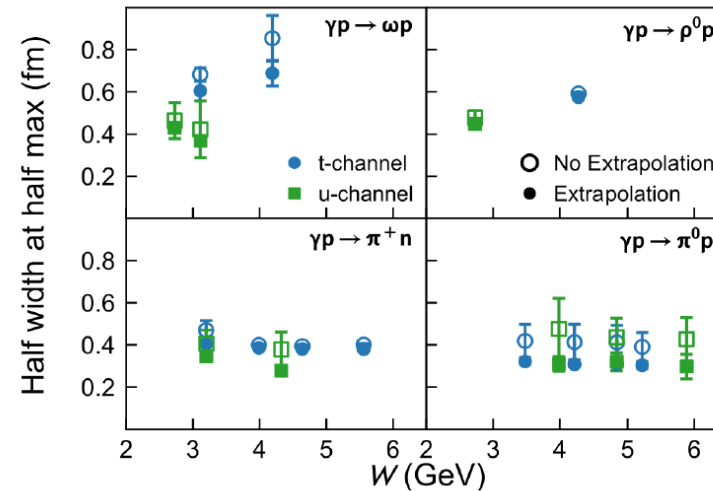 Half width at half max (fm)
γp → ωp
γp → ρ⁰p
0.8
0.6
0.4
0.2
t-channel
u-channel
No Extrapolation
Extrapolation
γp → π⁺n
γp → π⁰p
0.8
0.6
0.4
0.2
2 3 4 5 6 2 3 4 5 6
W (GeV)